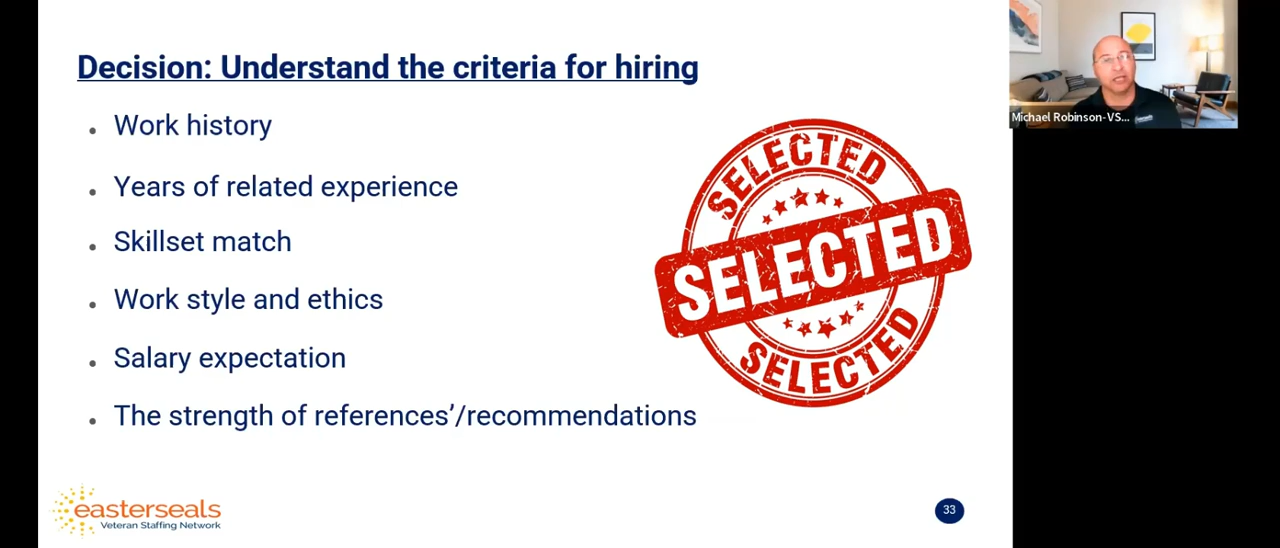 Decision: Understand the criteria for hiring
Work history
Years of related experience
Skillset match
Work style and ethics
Salary expectation
The strength of references’/recommendations
SELECTED
SELECTED
SELECTED
easterseals
Veteran Staffing Network
33
Michael Robinson-VS...